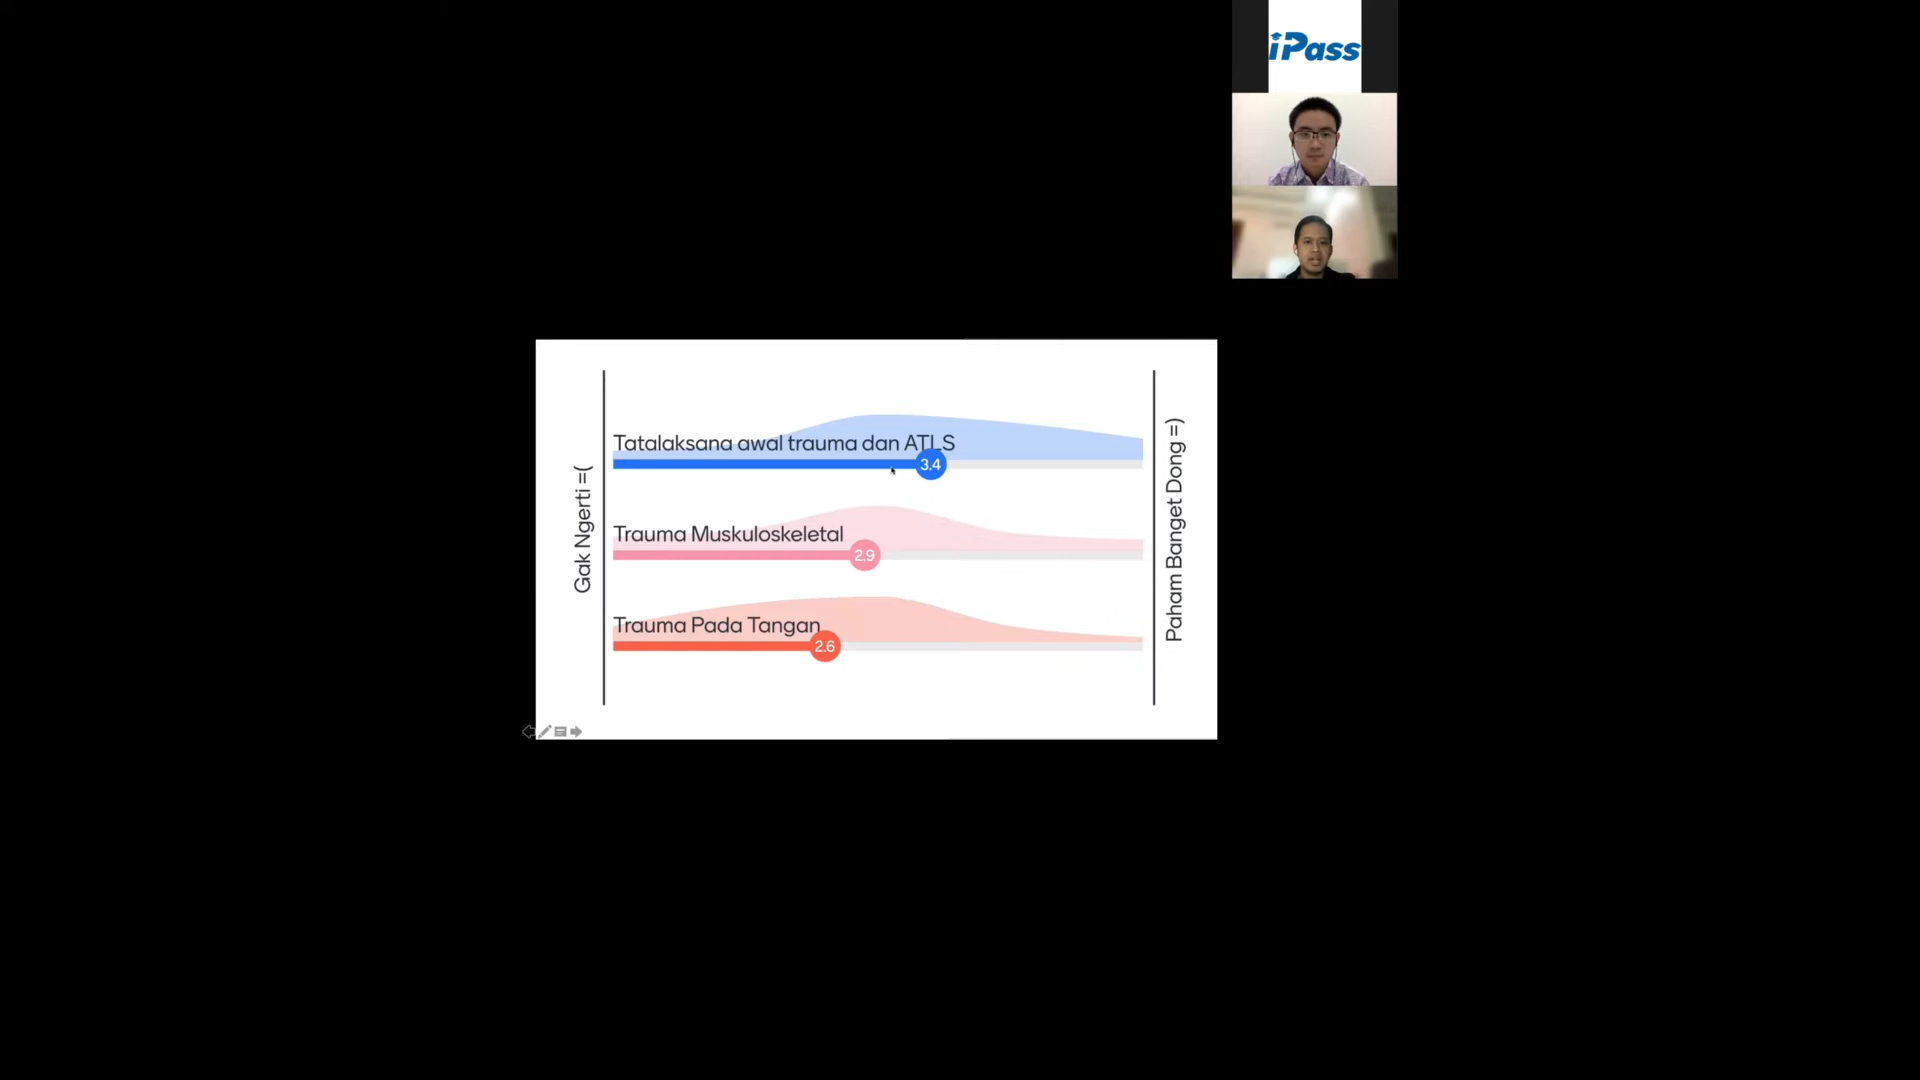 iPass
Gak Ngerti =(
Tatalaksana awal trauma dan ATLS
3.4
Trauma Muskuloskeletal
2.9
Trauma Pada Tangan
2.6
Paham Banget Dong =)